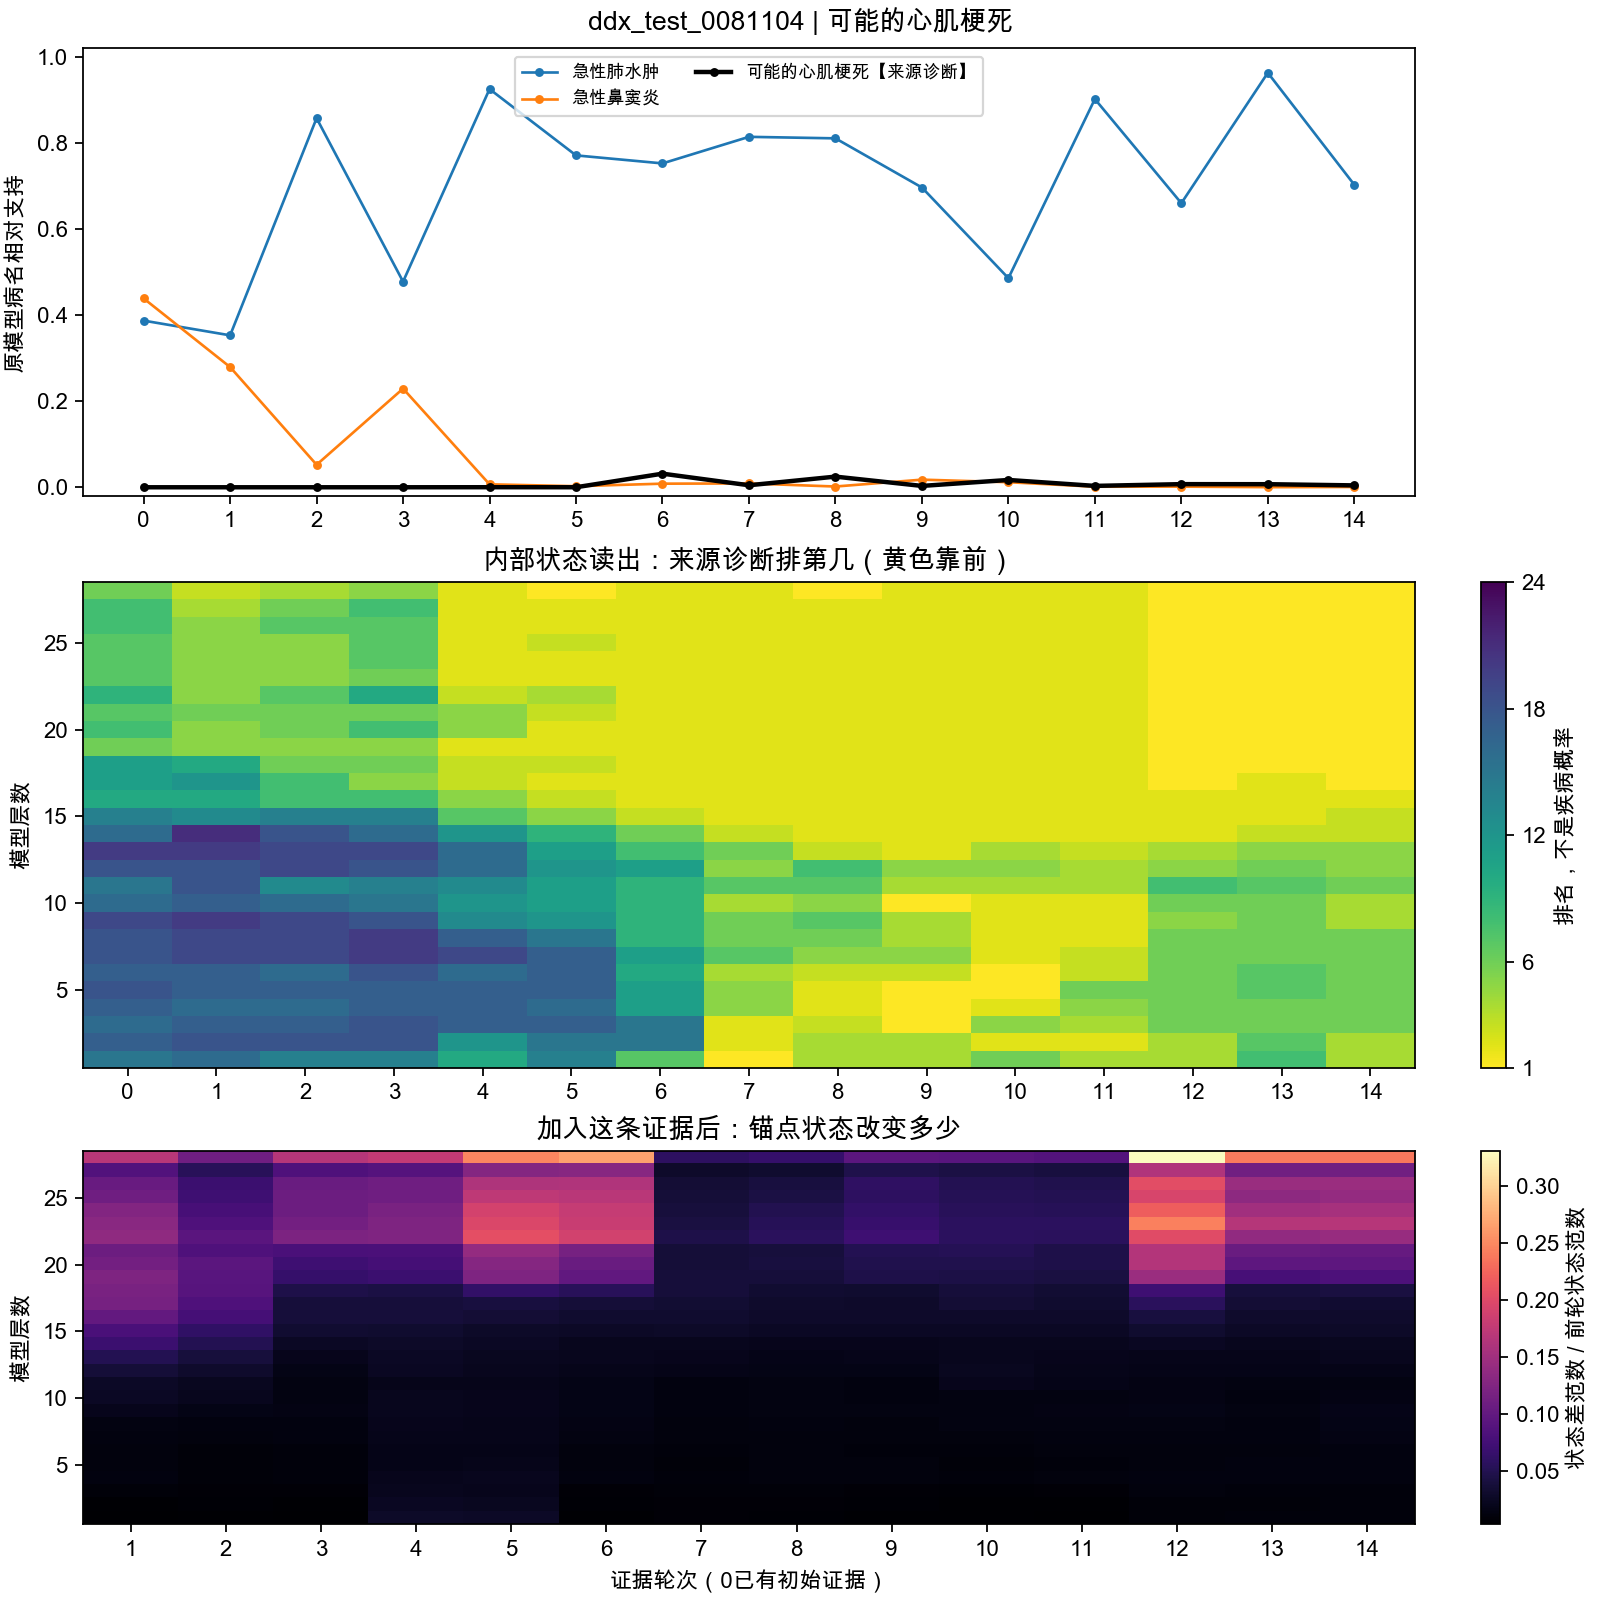 ddx_test_0081104 | 可能的心肌梗死
急性肺水肿
急性鼻窦炎
可能的心肌梗死【来源诊断】
原模型病名相对支持
1.0
0.8
0.6
0.4
0.2
0.0
0 1 2 3 4 5 6 7 8 9 10 11 12 13 14
内部状态读出：来源诊断排第几（黄色靠前）
模型层数
25
20
15
10
5
0 1 2 3 4 5 6 7 8 9 10 11 12 13 14
24
18
12
6
1
排名，不是疾病概率
加入这条证据后：锚点状态改变多少
模型层数
25
20
15
10
5
1 2 3 4 5 6 7 8 9 10 11 12 13 14
证据轮次（0已有初始证据）
0.30
0.25
0.20
0.15
0.10
0.05
状态差范数 / 前轮状态范数